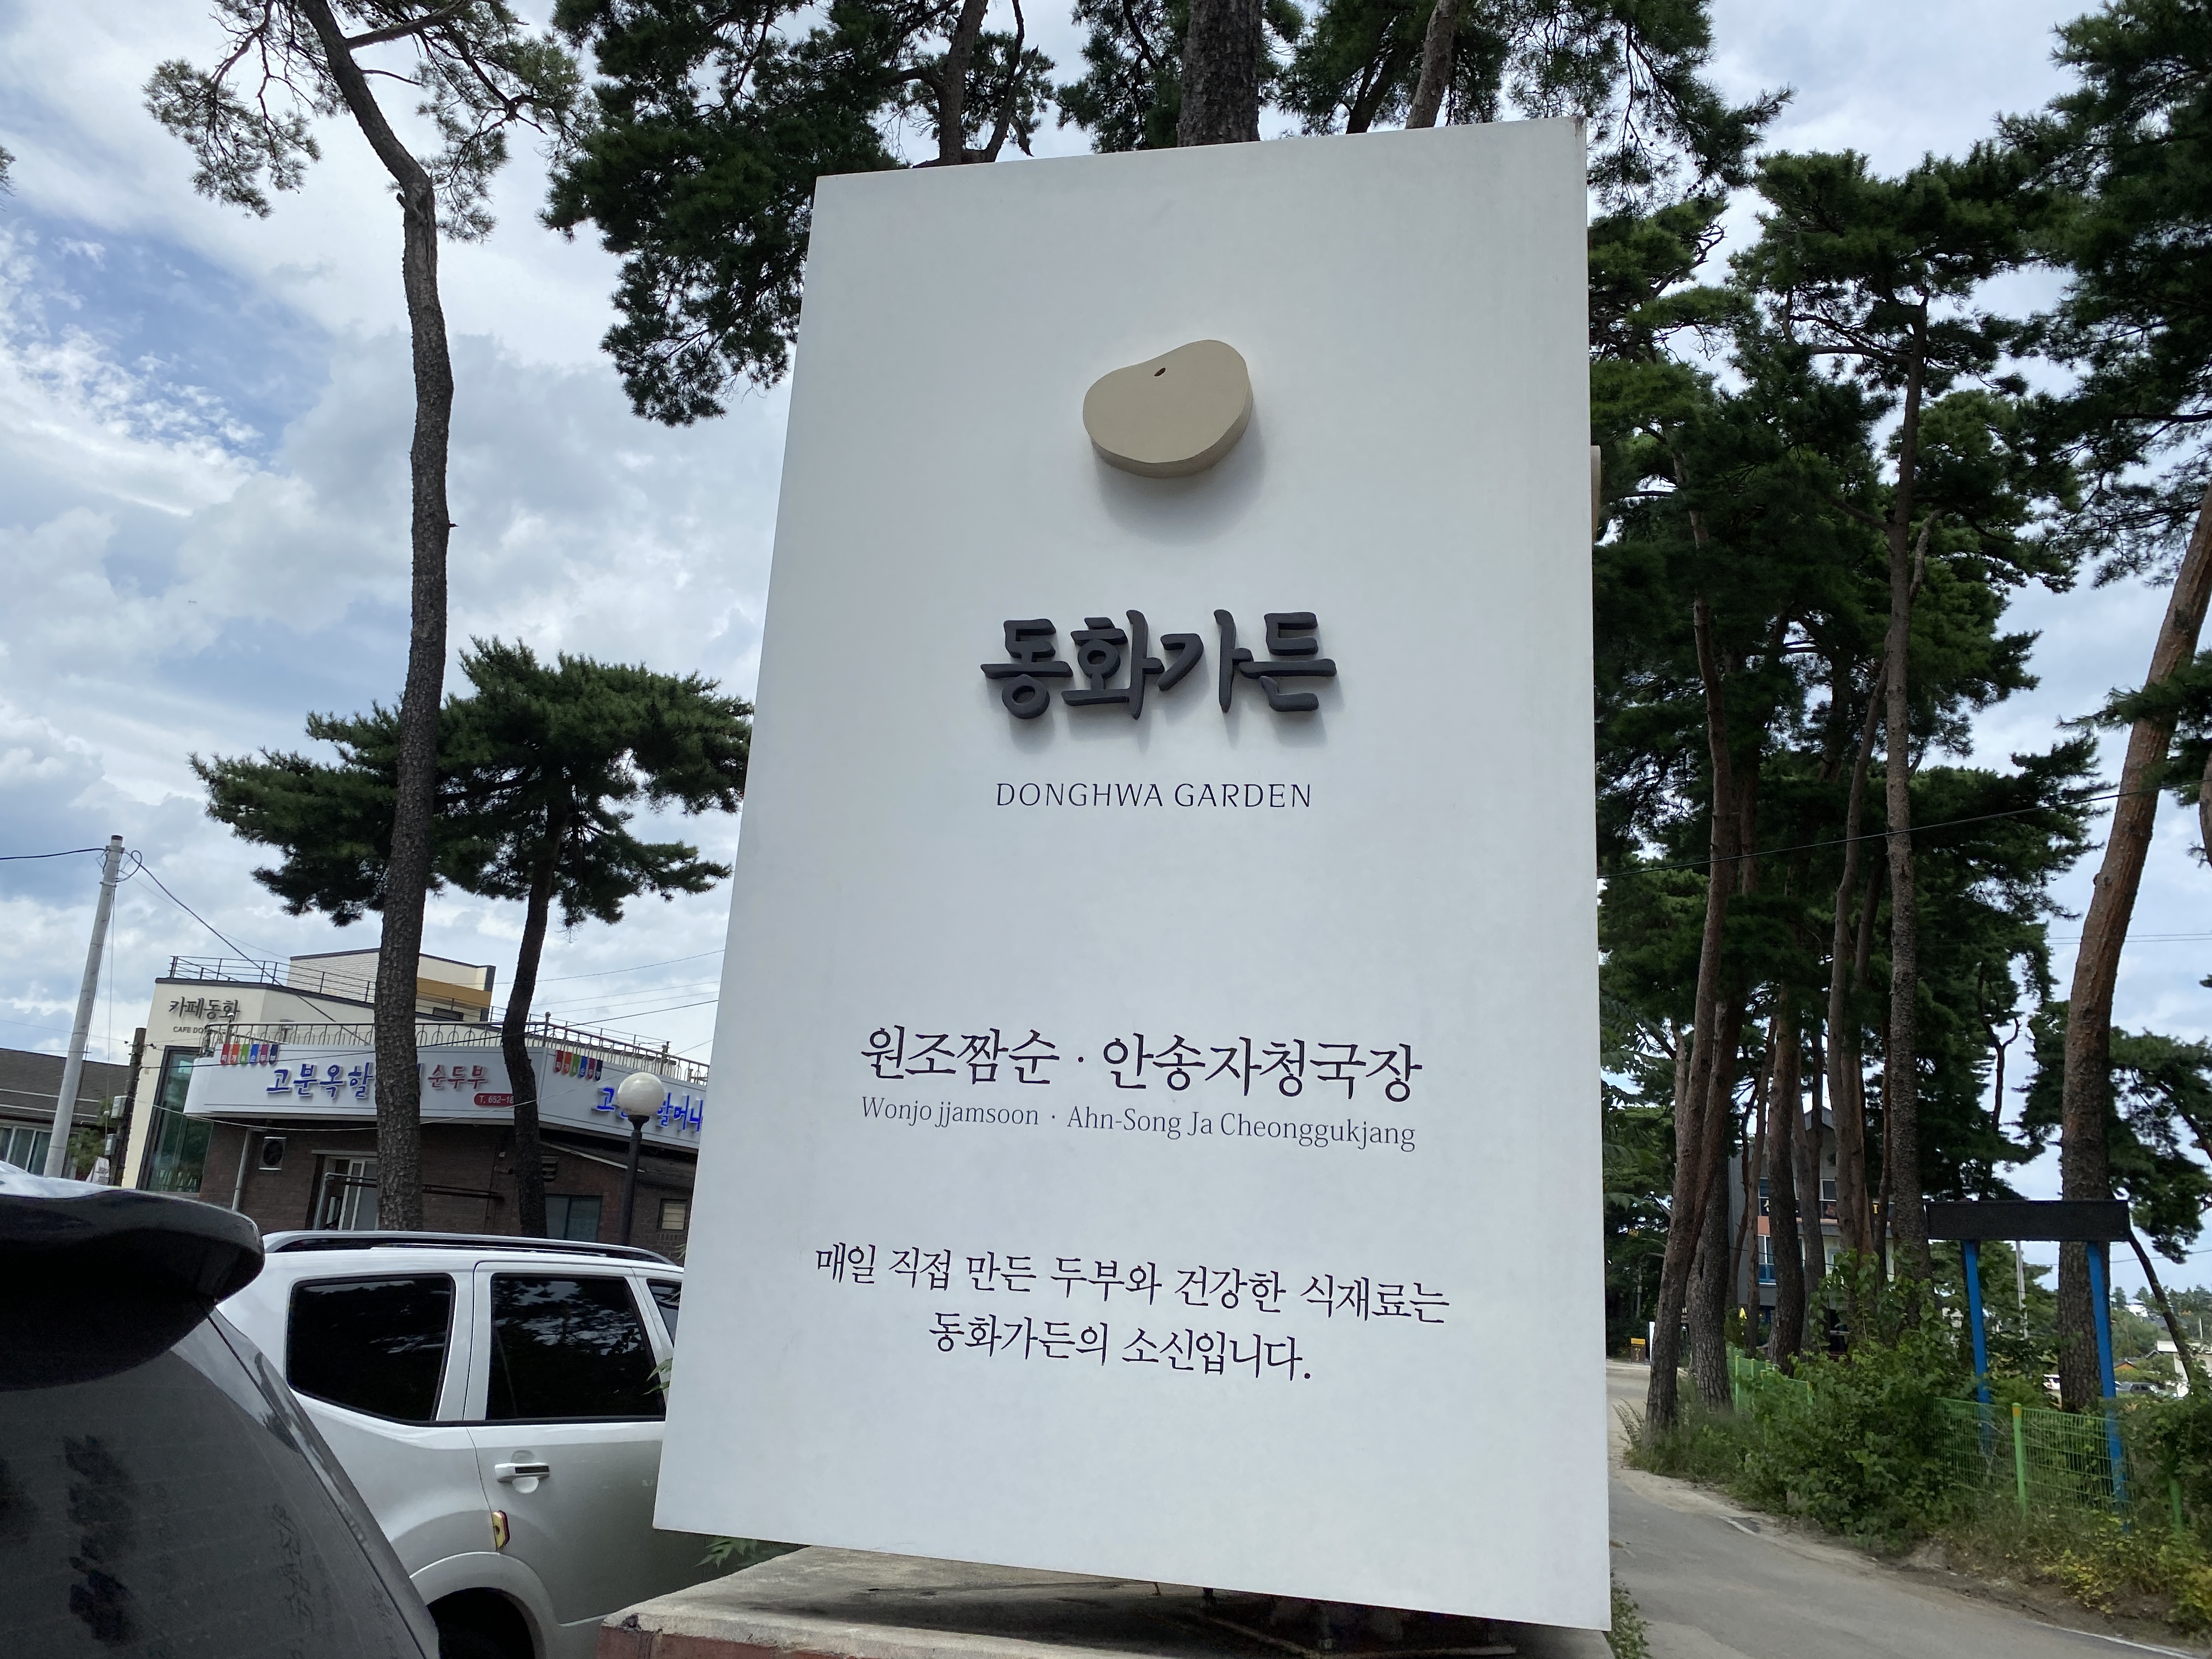 동화가든
DONGHWA GARDEN
원조짬순 · 안송자청국장
Wonjo jjamsoon · Ahn-Song Ja Cheonggukjang
매일 직접 만든 두부와 건강한 식재료는
동화가든의 소신입니다.
카페동화
CAFE
고분옥할
순두부